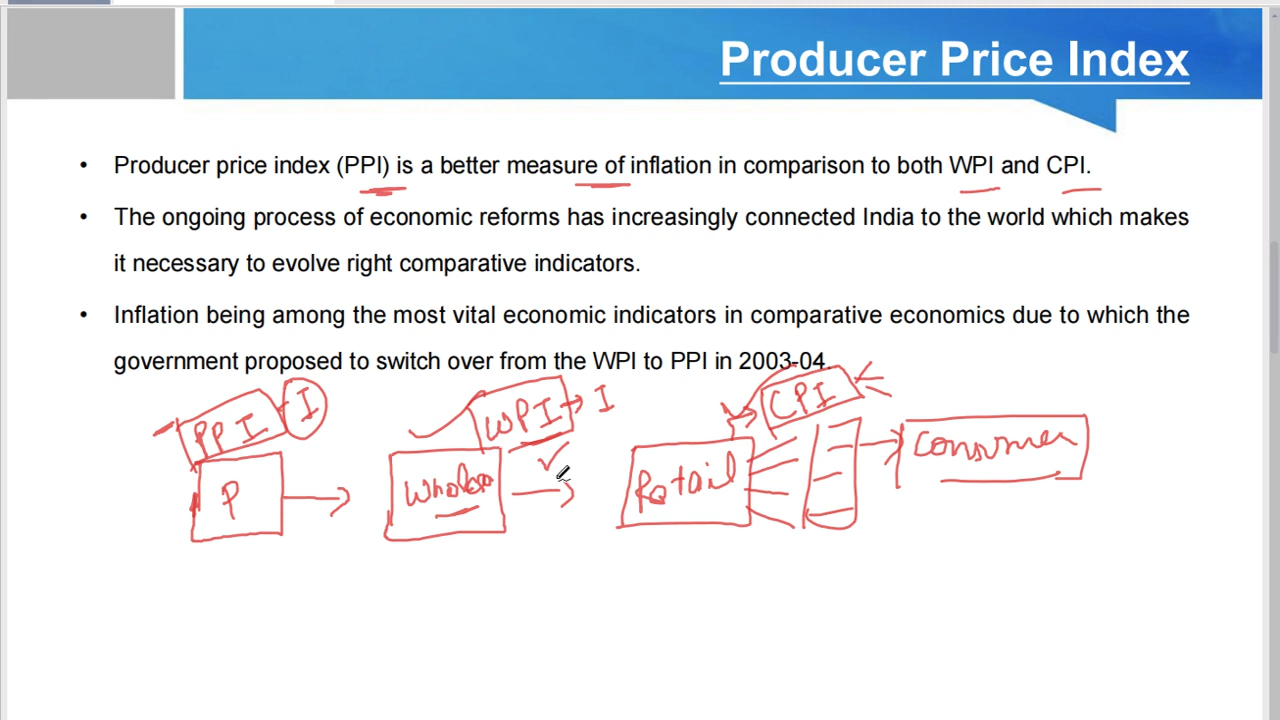 Producer Price Index
• Producer price index (PPI) is a better measure of inflation in comparison to both WPI and CPI.
• The ongoing process of economic reforms has increasingly connected India to the world which makes
it necessary to evolve right comparative indicators.
• Inflation being among the most vital economic indicators in comparative economics due to which the
government proposed to switch over from the WPI to PPI in 2003-04.
PPI I WPI I CPI
P Retail Consumer